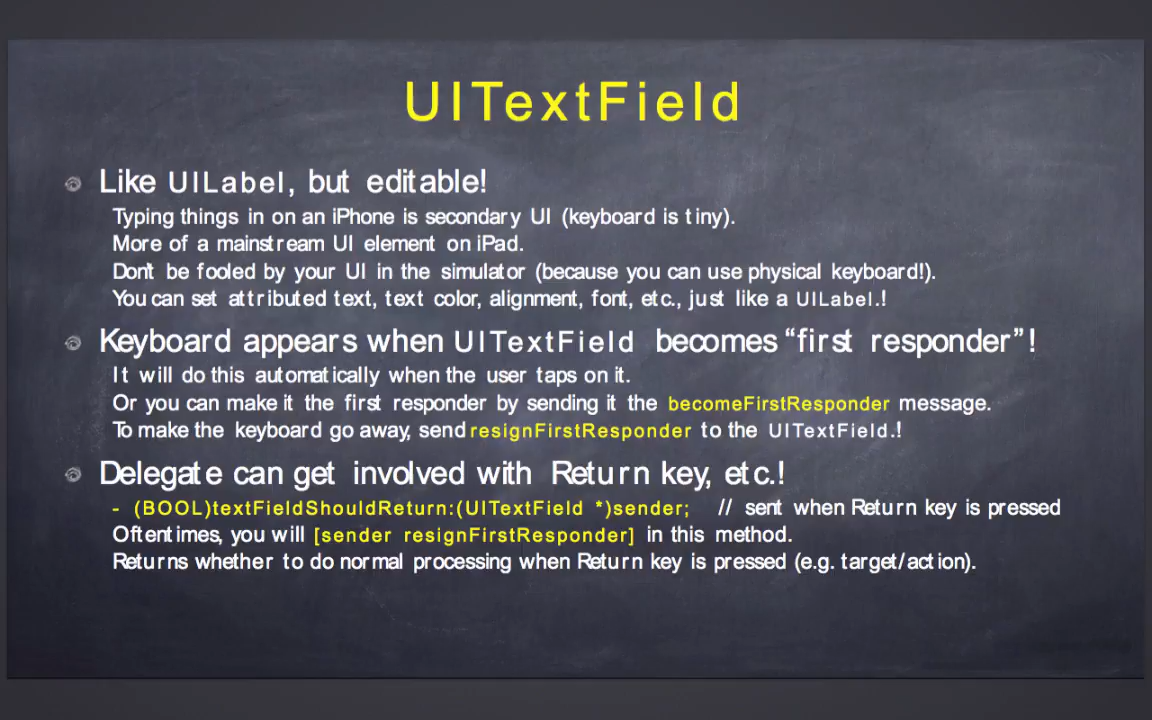 UITextField
Like UILabel, but editable!
Typing things in on an iPhone is secondary UI (keyboard is tiny).
More of a mainstream UI element on iPad.
Don't be fooled by your UI in the simulator (because you can use physical keyboard!).
You can set attributed text, text color, alignment, font, etc., just like a UILabel.!
Keyboard appears when UITextField becomes “first responder”!
It will do this automatically when the user taps on it.
Or you can make it the first responder by sending it the becomeFirstResponder message.
To make the keyboard go away, send resignFirstResponder to the UITextField.!
Delegate can get involved with Return key, etc.!
- (BOOL)textFieldShouldReturn:(UITextField *)sender; // sent when Return key is pressed
Oftentimes, you will [sender resignFirstResponder] in this method.
Returns whether to do normal processing when Return key is pressed (e.g. target/action).